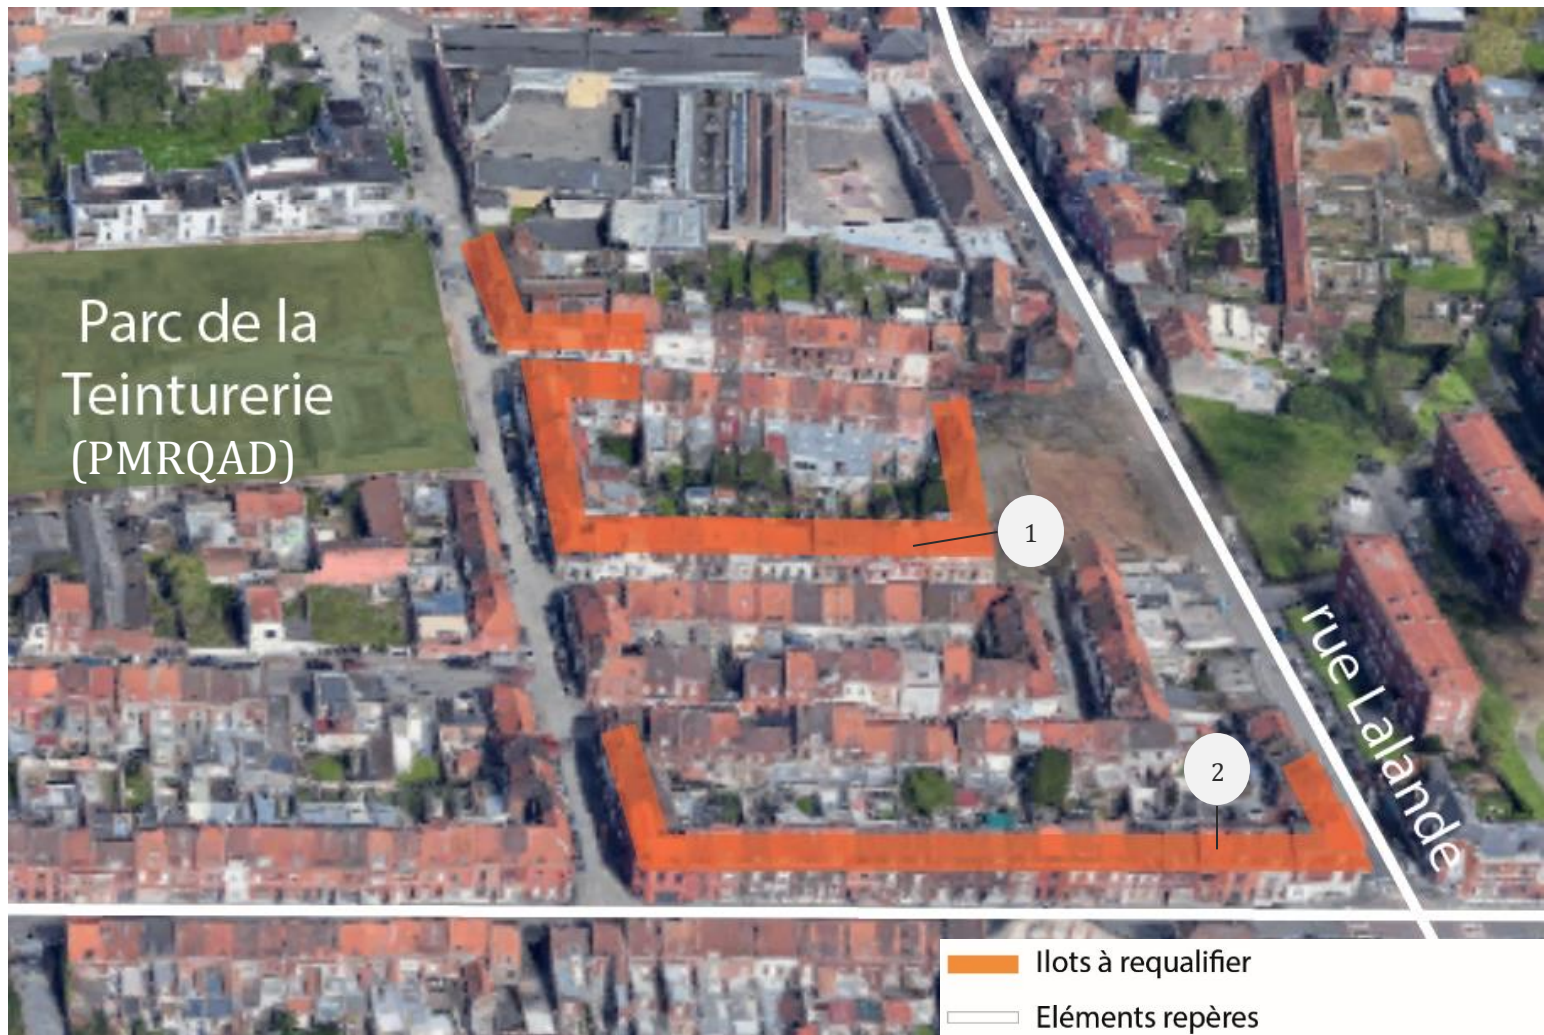 Parc de la
Teinturerie
(PMRQAD)
1
rue Lalande
2
Ilots à requalifier
Eléments repères